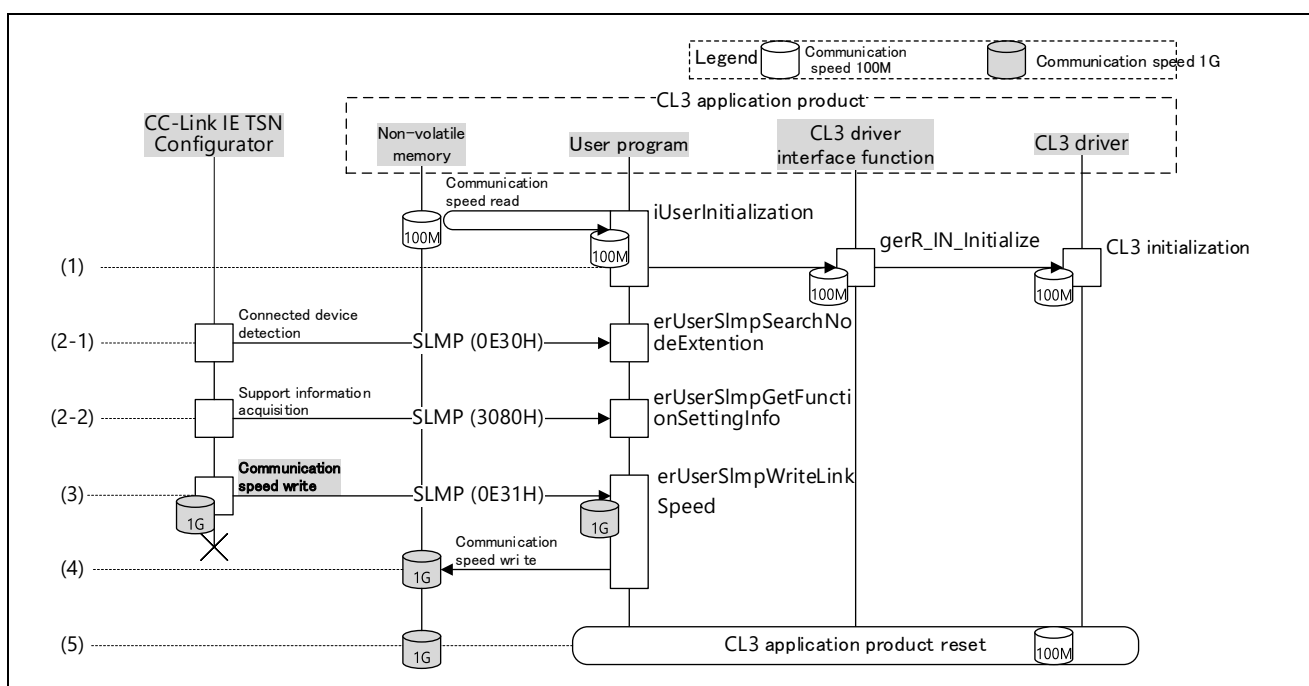 Legend
Communication
speed 100M
Communication speed 1G
CL3 application product
CC-Link IE TSN
Configurator
Non-volatile
memory
User program
CL3 driver
interface function
CL3 driver
Communication
speed read
iUserInitialization
100M
100M
gerR_IN_Initialize
CL3 initialization
(1)
100M
100M
Connected device
detection
(2-1)
SLMP (0E30H)
erUserSlmpSearchNo
deExtention
Support information
acquisition
(2-2)
SLMP (3080H)
erUserSlmpGetFuncti
onSettingInfo
Communication
speed write
(3)
SLMP (0E31H)
erUserSlmpWriteLink
Speed
1G
1G
Communication
speed wri te
(4)
1G
(5)
1G
CL3 application product reset
100M